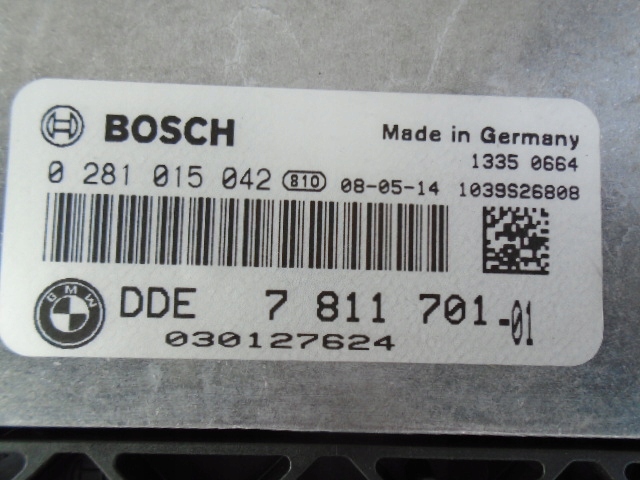 BOSCH
Made in Germany
1335 0664
0 281 015 042 810 08-05-14 1039S26808
BMW
DDE 7 811 701-01
030127624